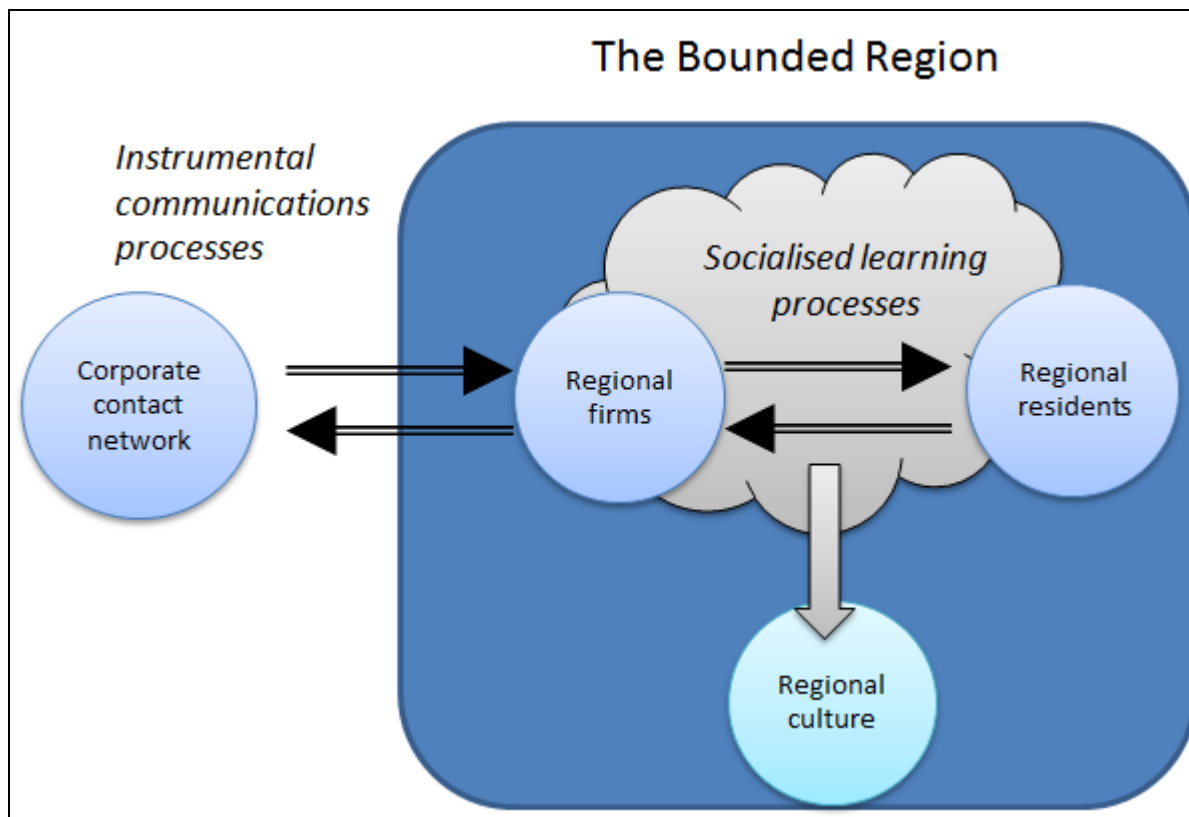 The Bounded Region
Instrumental
communications
processes
Socialised learning
processes
Corporate
contact
network
Regional
firms
Regional
residents
Regional
culture